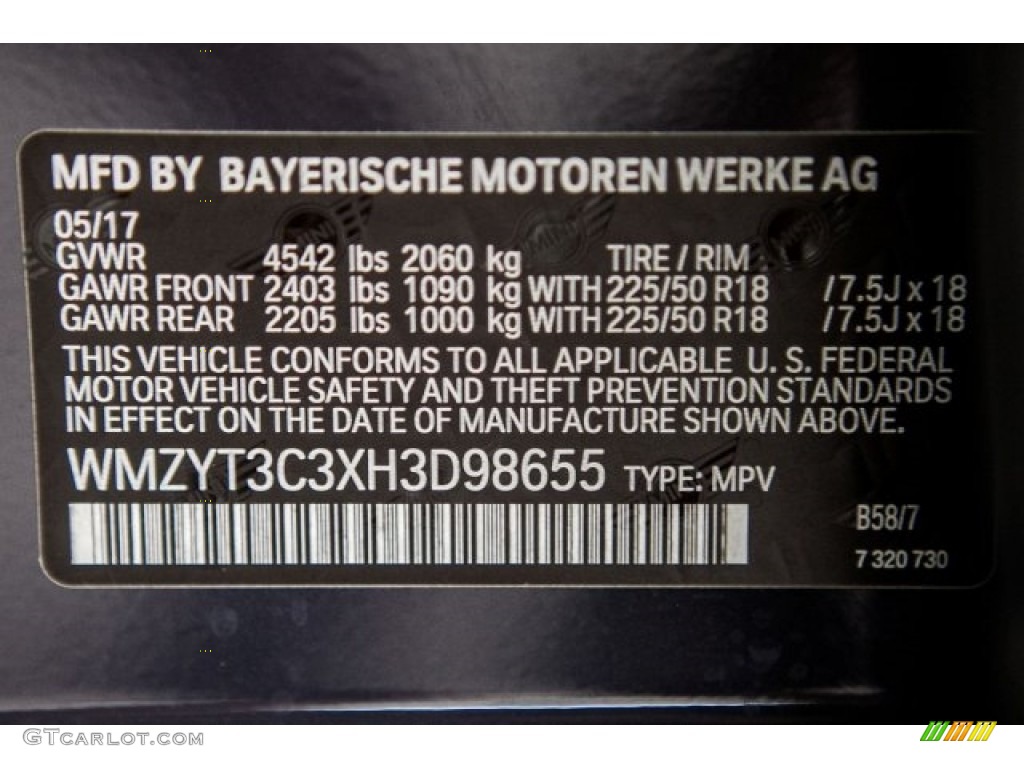 MFD BY BAYERISCHE MOTOREN WERKE AG
05/17
GVWR 4542 lbs 2060 kg TIRE / RIM
GAWR FRONT 2403 lbs 1090 kg WITH 225/50 R18 /7.5J x 18
GAWR REAR 2205 lbs 1000 kg WITH 225/50 R18 /7.5J x 18
THIS VEHICLE CONFORMS TO ALL APPLICABLE U. S. FEDERAL
MOTOR VEHICLE SAFETY AND THEFT PREVENTION STANDARDS
IN EFFECT ON THE DATE OF MANUFACTURE SHOWN ABOVE.
WMZYT3C3XH3D98655 TYPE: MPV
B58/7
7 320 730
GTcarlot.com